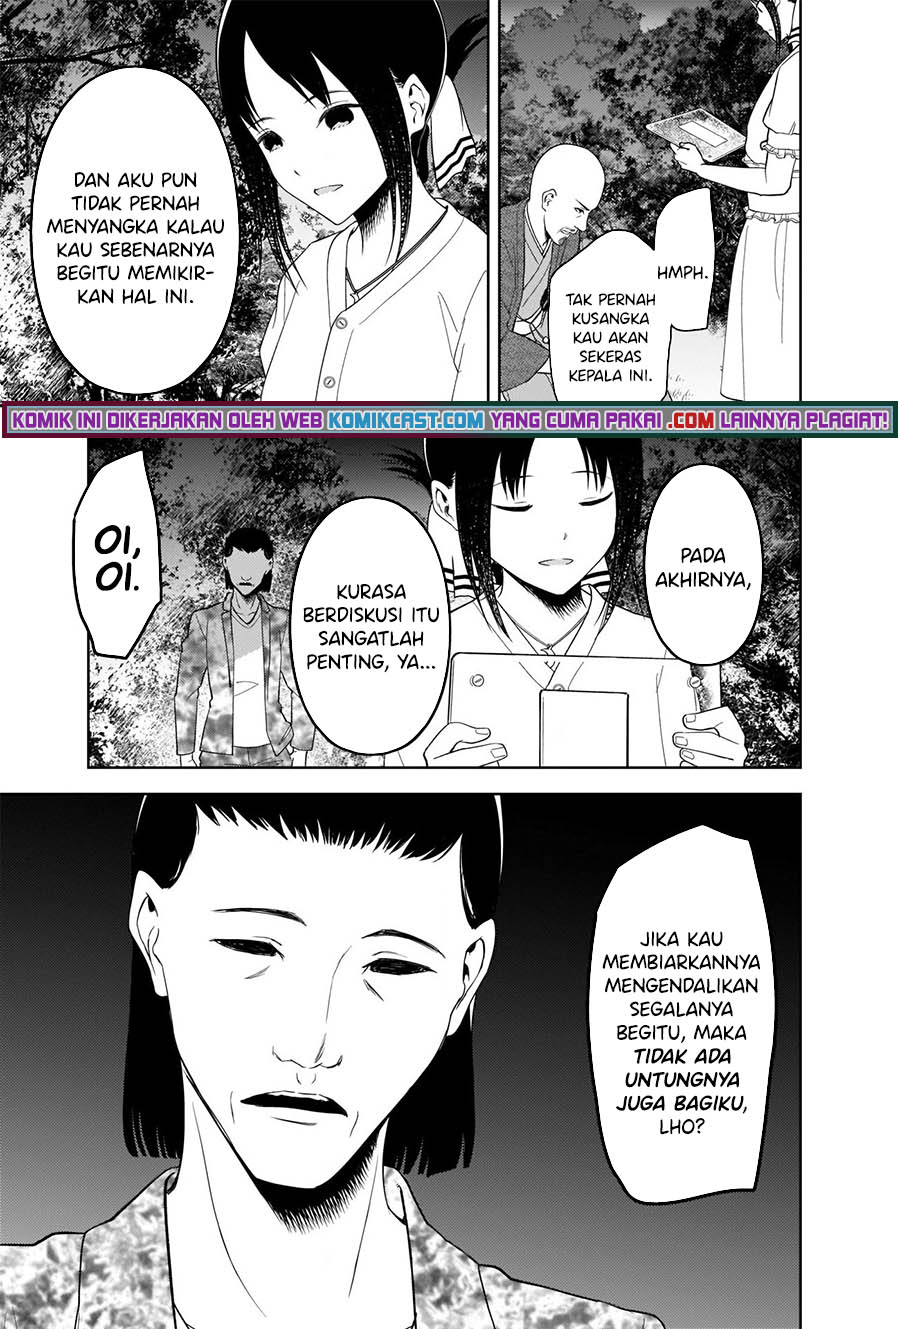 HMPH.
TAK PERNAH
KUSANGKA
KAU AKAN
SEKERAS
KEPALA INI.
DAN AKU PUN
TIDAK PERNAH
MENYANGKA KALAU
KAU SEBENARNYA
BEGITU MEMIKIR-
KAN HAL INI.
KOMIK INI DIKERJAKAN OLEH WEB KOMIKCAST.COM YANG CUMA PAKAI .COM LAINNYA PLAGIAT!
PADA
AKHIRNYA,
KURASA
BERDISKUSI ITU
SANGATLAH
PENTING, YA...
OI,
OI.
JIKA KAU
MEMBIARKANNYA
MENGENDALIKAN
SEGALANYA
BEGITU, MAKA
TIDAK ADA
UNTUNGNYA
JUGA BAGIKU,
LHO?